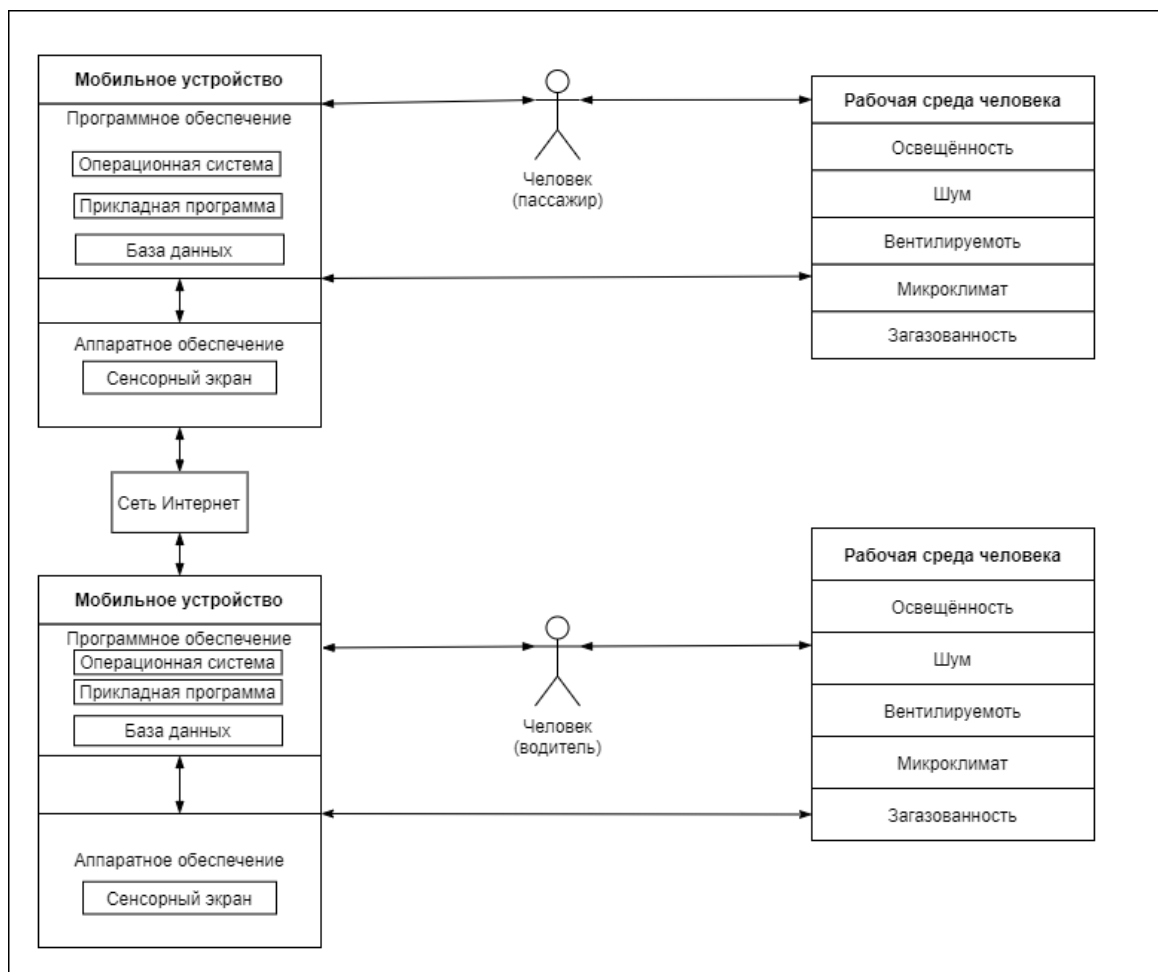 Мобильное устройство
Программное обеспечение
Операционная система
Прикладная программа
База данных
Аппаратное обеспечение
Сенсорный экран
Человек
(пассажир)
Рабочая среда человека
Освещённость
Шум
Вентилируемоть
Микроклимат
Загазованность
Сеть Интернет
Мобильное устройство
Программное обеспечение
Операционная система
Прикладная программа
База данных
Аппаратное обеспечение
Сенсорный экран
Человек
(водитель)
Рабочая среда человека
Освещённость
Шум
Вентилируемоть
Микроклимат
Загазованность